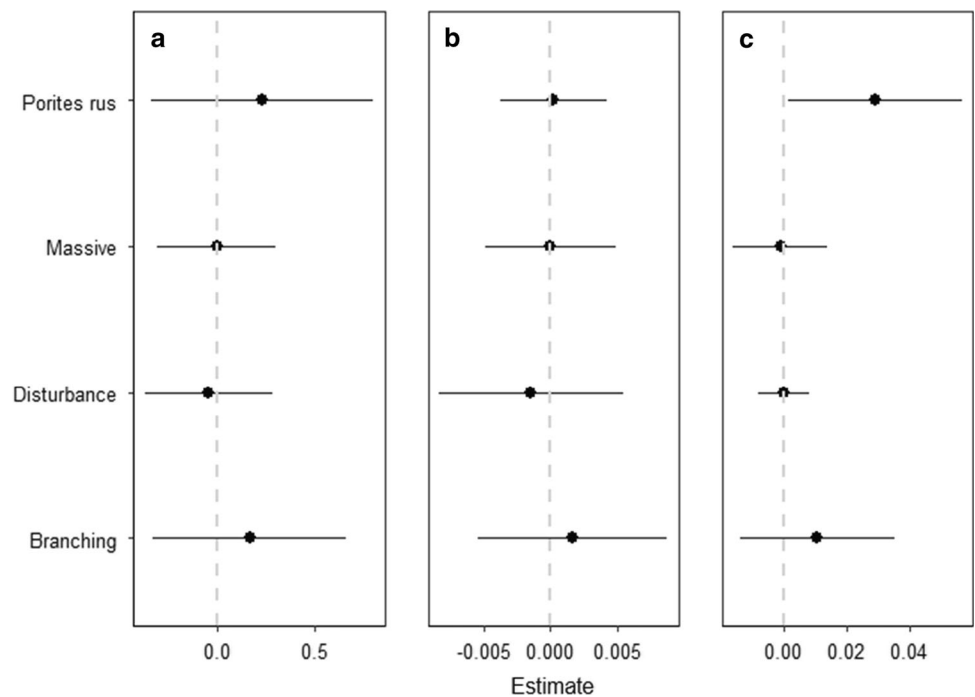 a
b
c
Porites rus
Massive
Disturbance
Branching
0.0 0.5
-0.005 0.000 0.005
0.00 0.02 0.04
Estimate